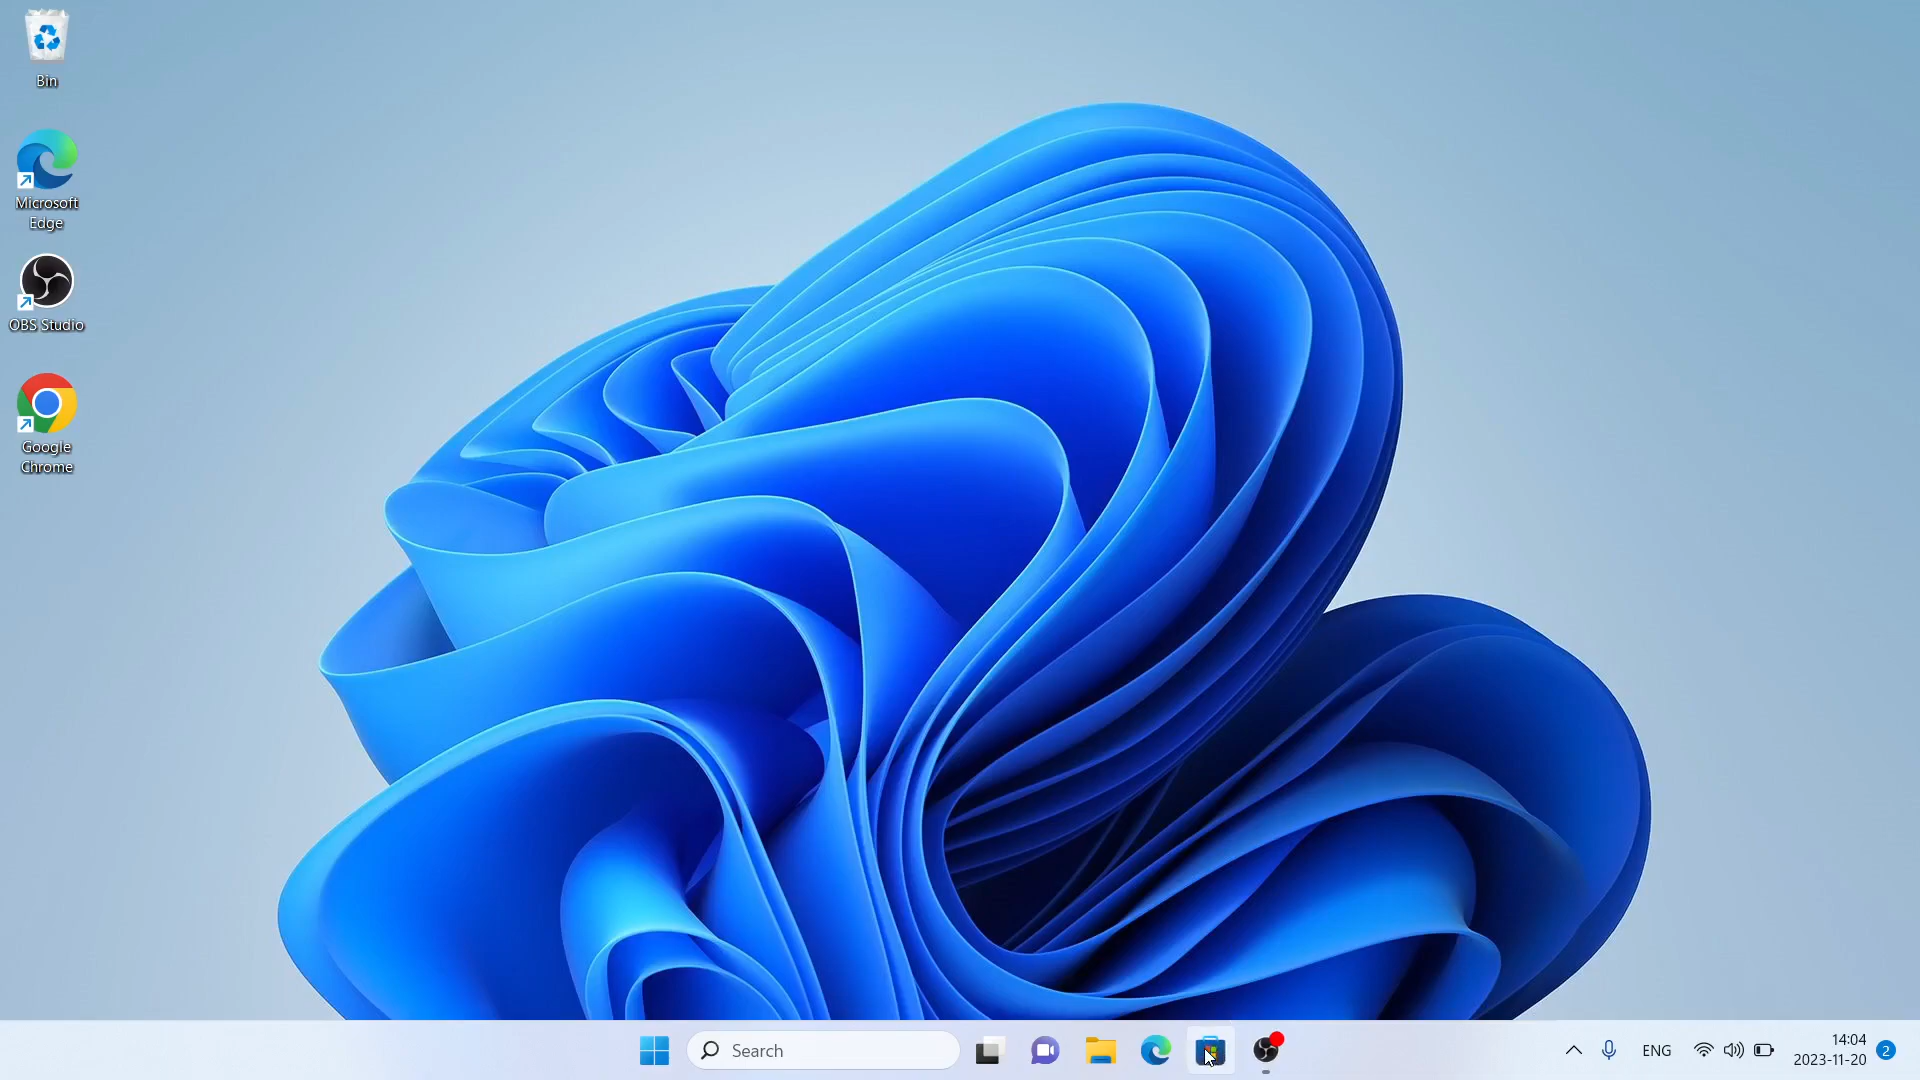 Bin
Microsoft
Edge
OBS Studio
Google
Chrome
Search
ENG
14:04
2023-11-20
2